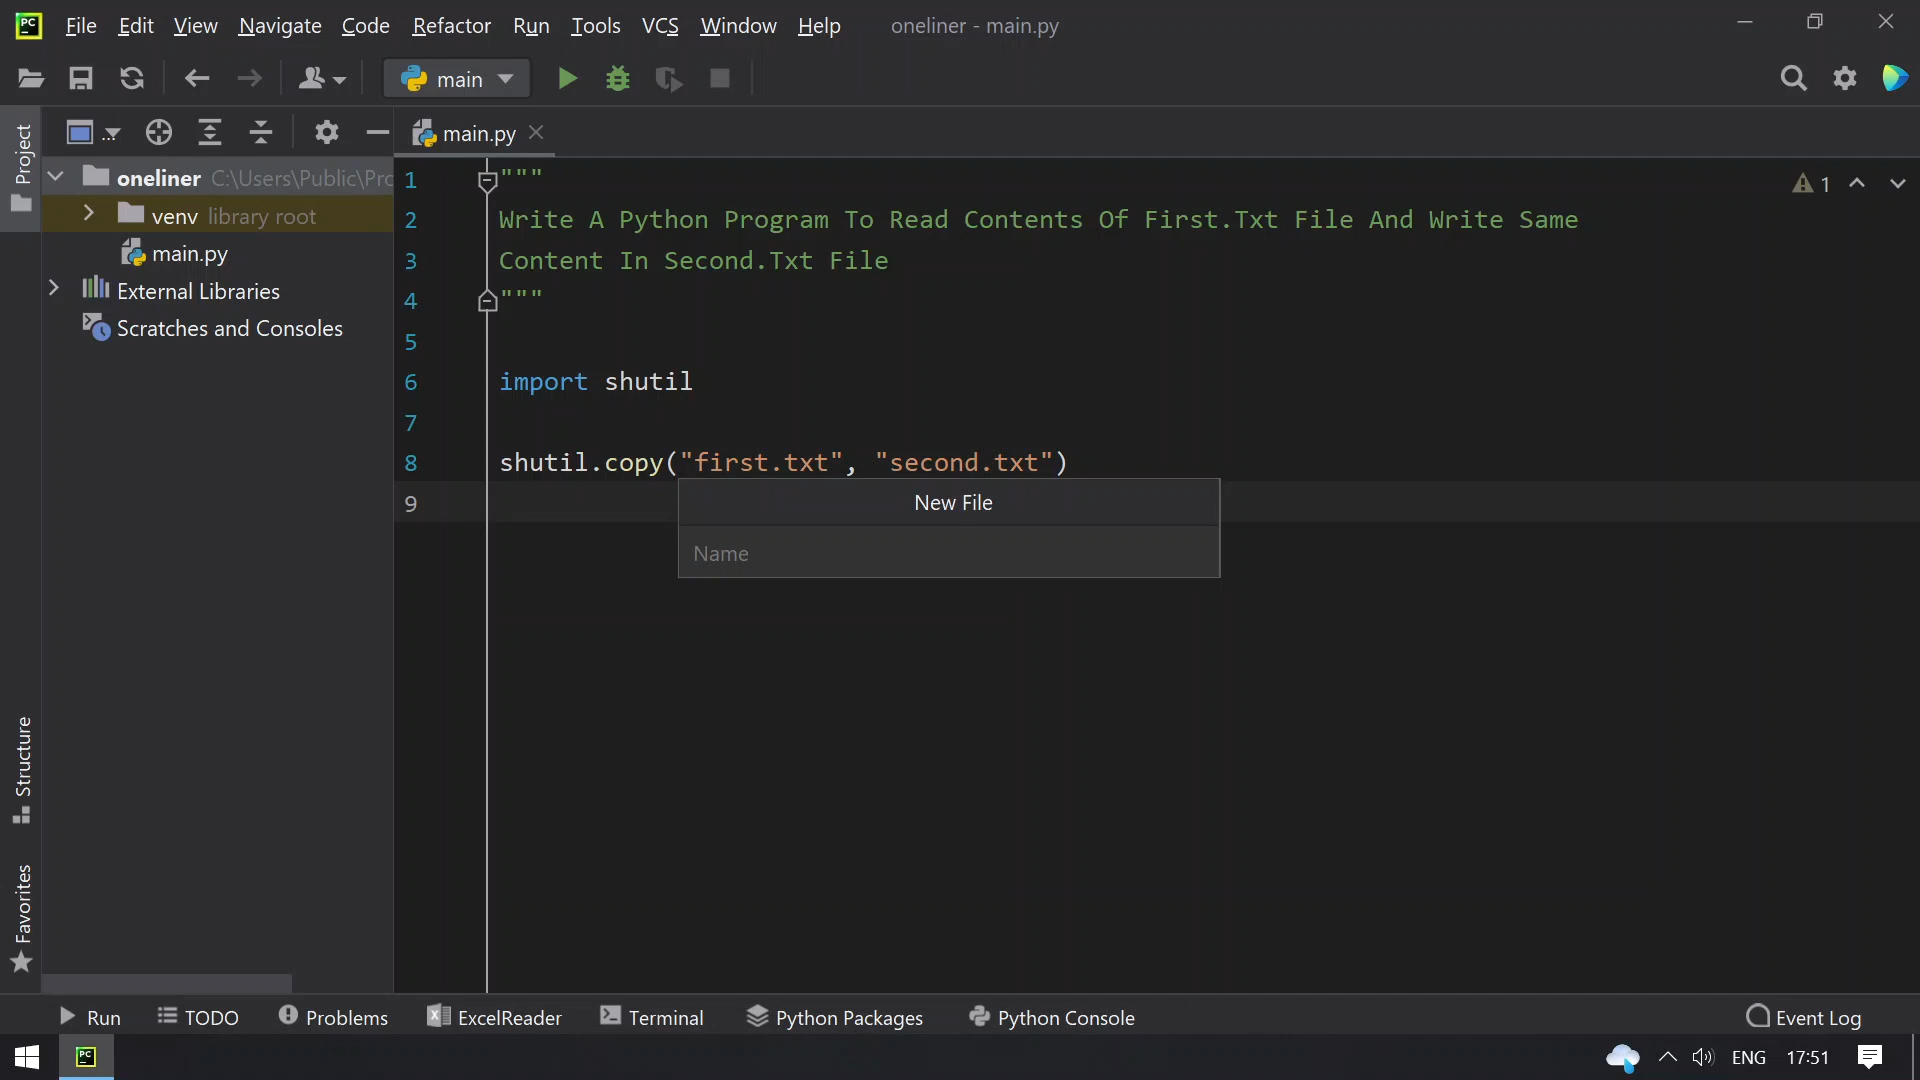 PC
File Edit View Navigate Code Refactor Run Tools VCS Window Help oneliner - main.py
main
Project
...
main.py
oneliner C:\Users\Public\Prc
venv library root
main.py
External Libraries
Scratches and Consoles
1 """
2 Write A Python Program To Read Contents Of First.Txt File And Write Same
3 Content In Second.Txt File
4 """
5
6 import shutil
7
8 shutil.copy("first.txt", "second.txt")
9
1
New File
Name
Structure
Favorites
Run TODO Problems ExcelReader Terminal Python Packages Python Console Event Log
PC ENG 17:51